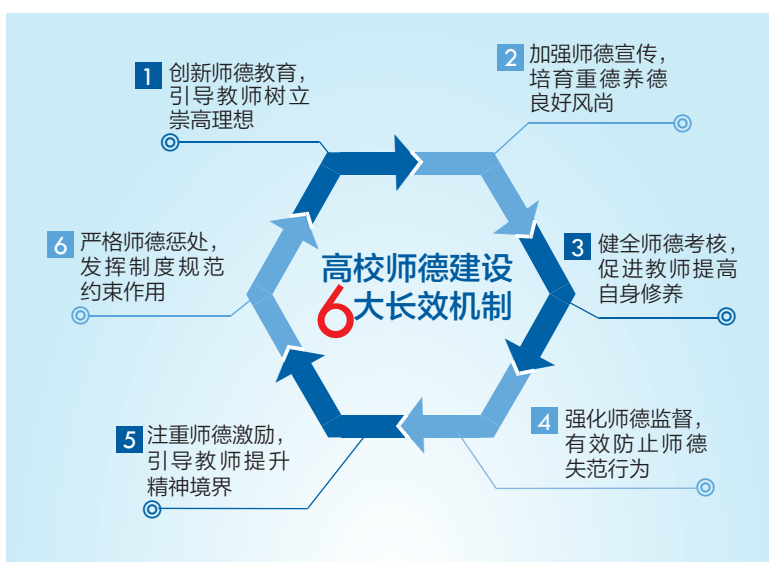 高校师德建设
6大长效机制
1 创新师德教育，
引导教师树立
崇高理想
2 加强师德宣传，
培育重德养德
良好风尚
3 健全师德考核，
促进教师提高
自身修养
4 强化师德监督，
有效防止师德
失范行为
5 注重师德激励，
引导教师提升
精神境界
6 严格师德惩处，
发挥制度规范
约束作用